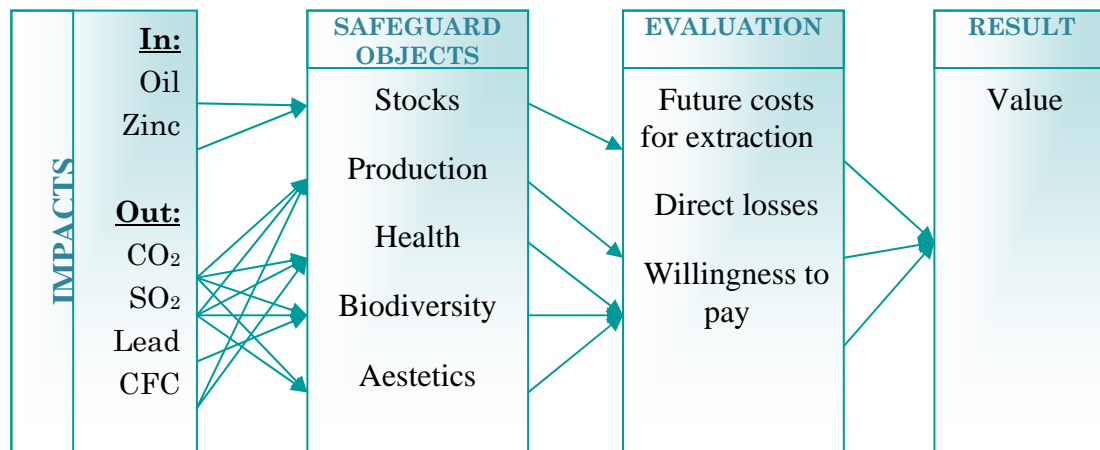 IMPACTS
In:
Oil
Zinc
Out:
CO₂
SO₂
Lead
CFC
SAFEGUARD
OBJECTS
Stocks
Production
Health
Biodiversity
Aestetics
EVALUATION
Future costs
for extraction
Direct losses
Willingness to
pay
RESULT
Value